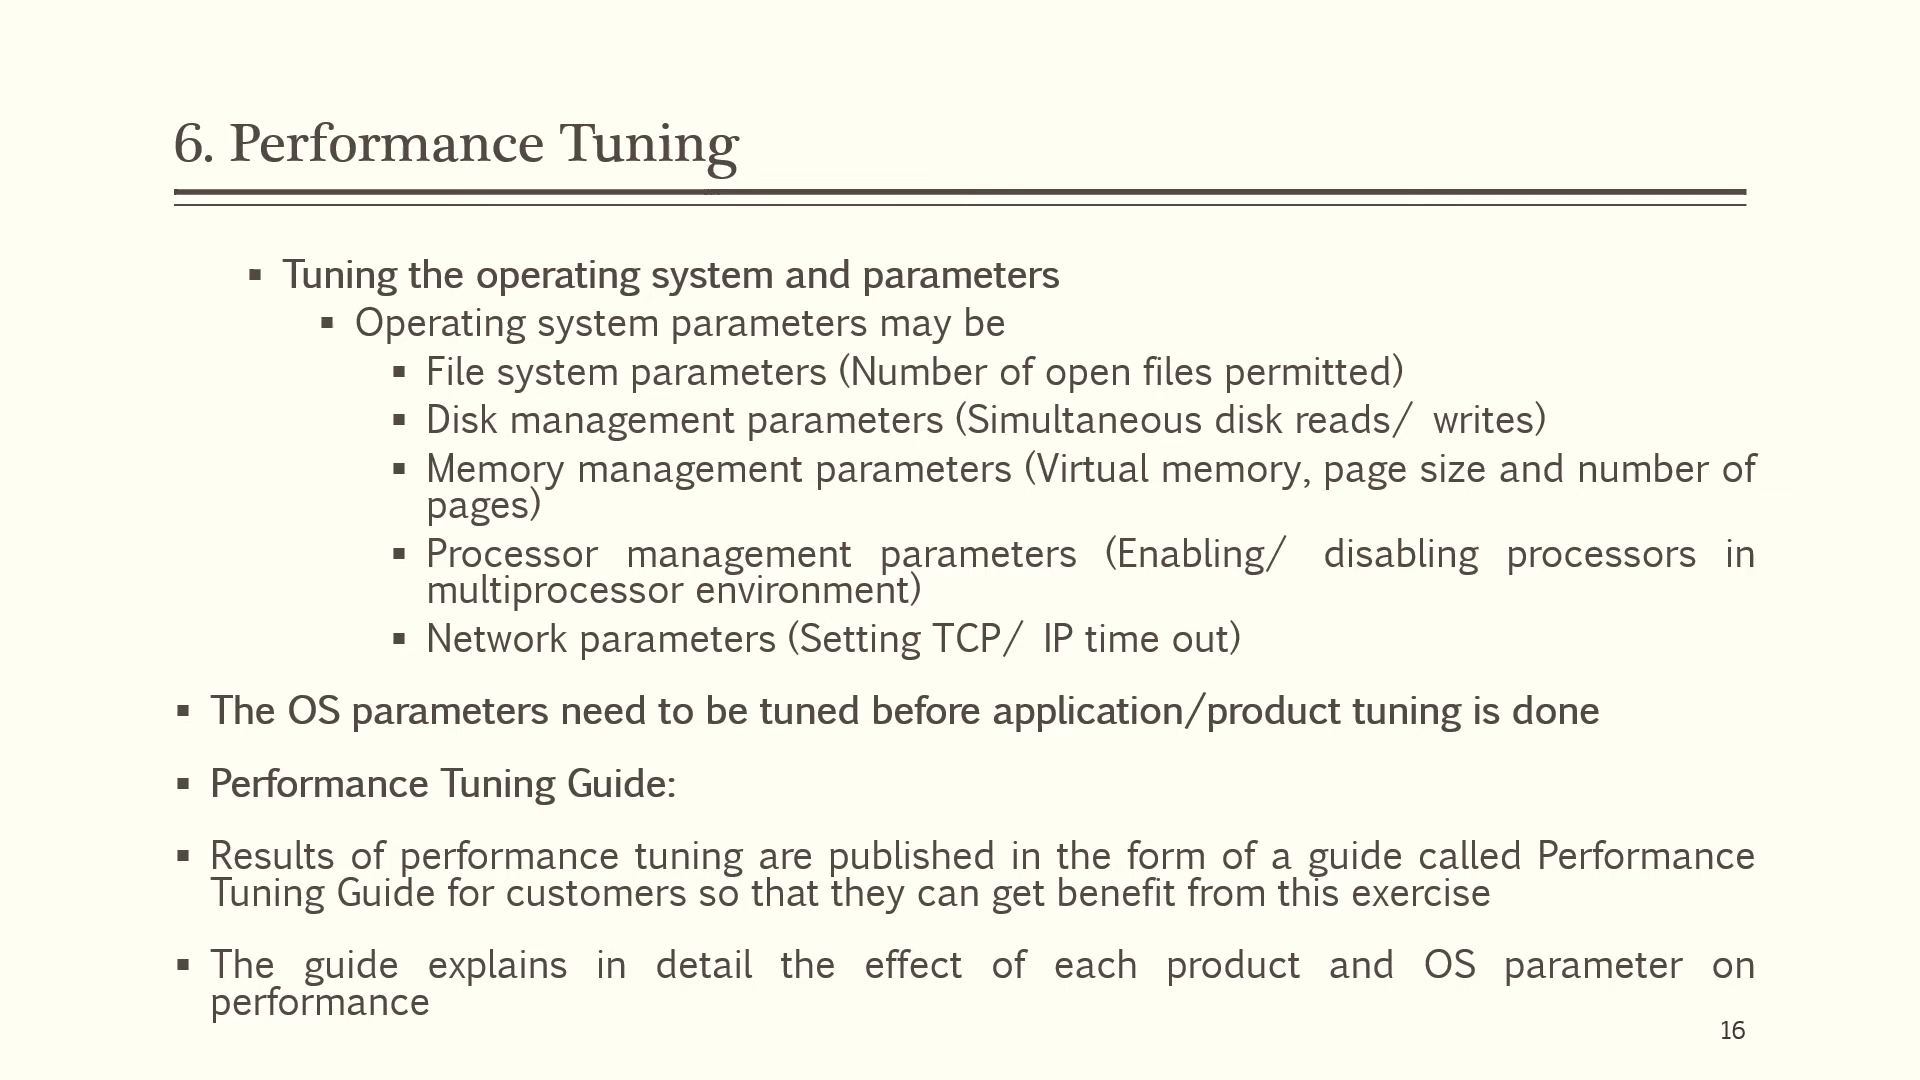 6. Performance Tuning
▪ Tuning the operating system and parameters
▪ Operating system parameters may be
▪ File system parameters (Number of open files permitted)
▪ Disk management parameters (Simultaneous disk reads/ writes)
▪ Memory management parameters (Virtual memory, page size and number of
pages)
▪ Processor management parameters (Enabling/ disabling processors in
multiprocessor environment)
▪ Network parameters (Setting TCP/ IP time out)
▪ The OS parameters need to be tuned before application/product tuning is done
▪ Performance Tuning Guide:
▪ Results of performance tuning are published in the form of a guide called Performance
Tuning Guide for customers so that they can get benefit from this exercise
▪ The guide explains in detail the effect of each product and OS parameter on
performance
16